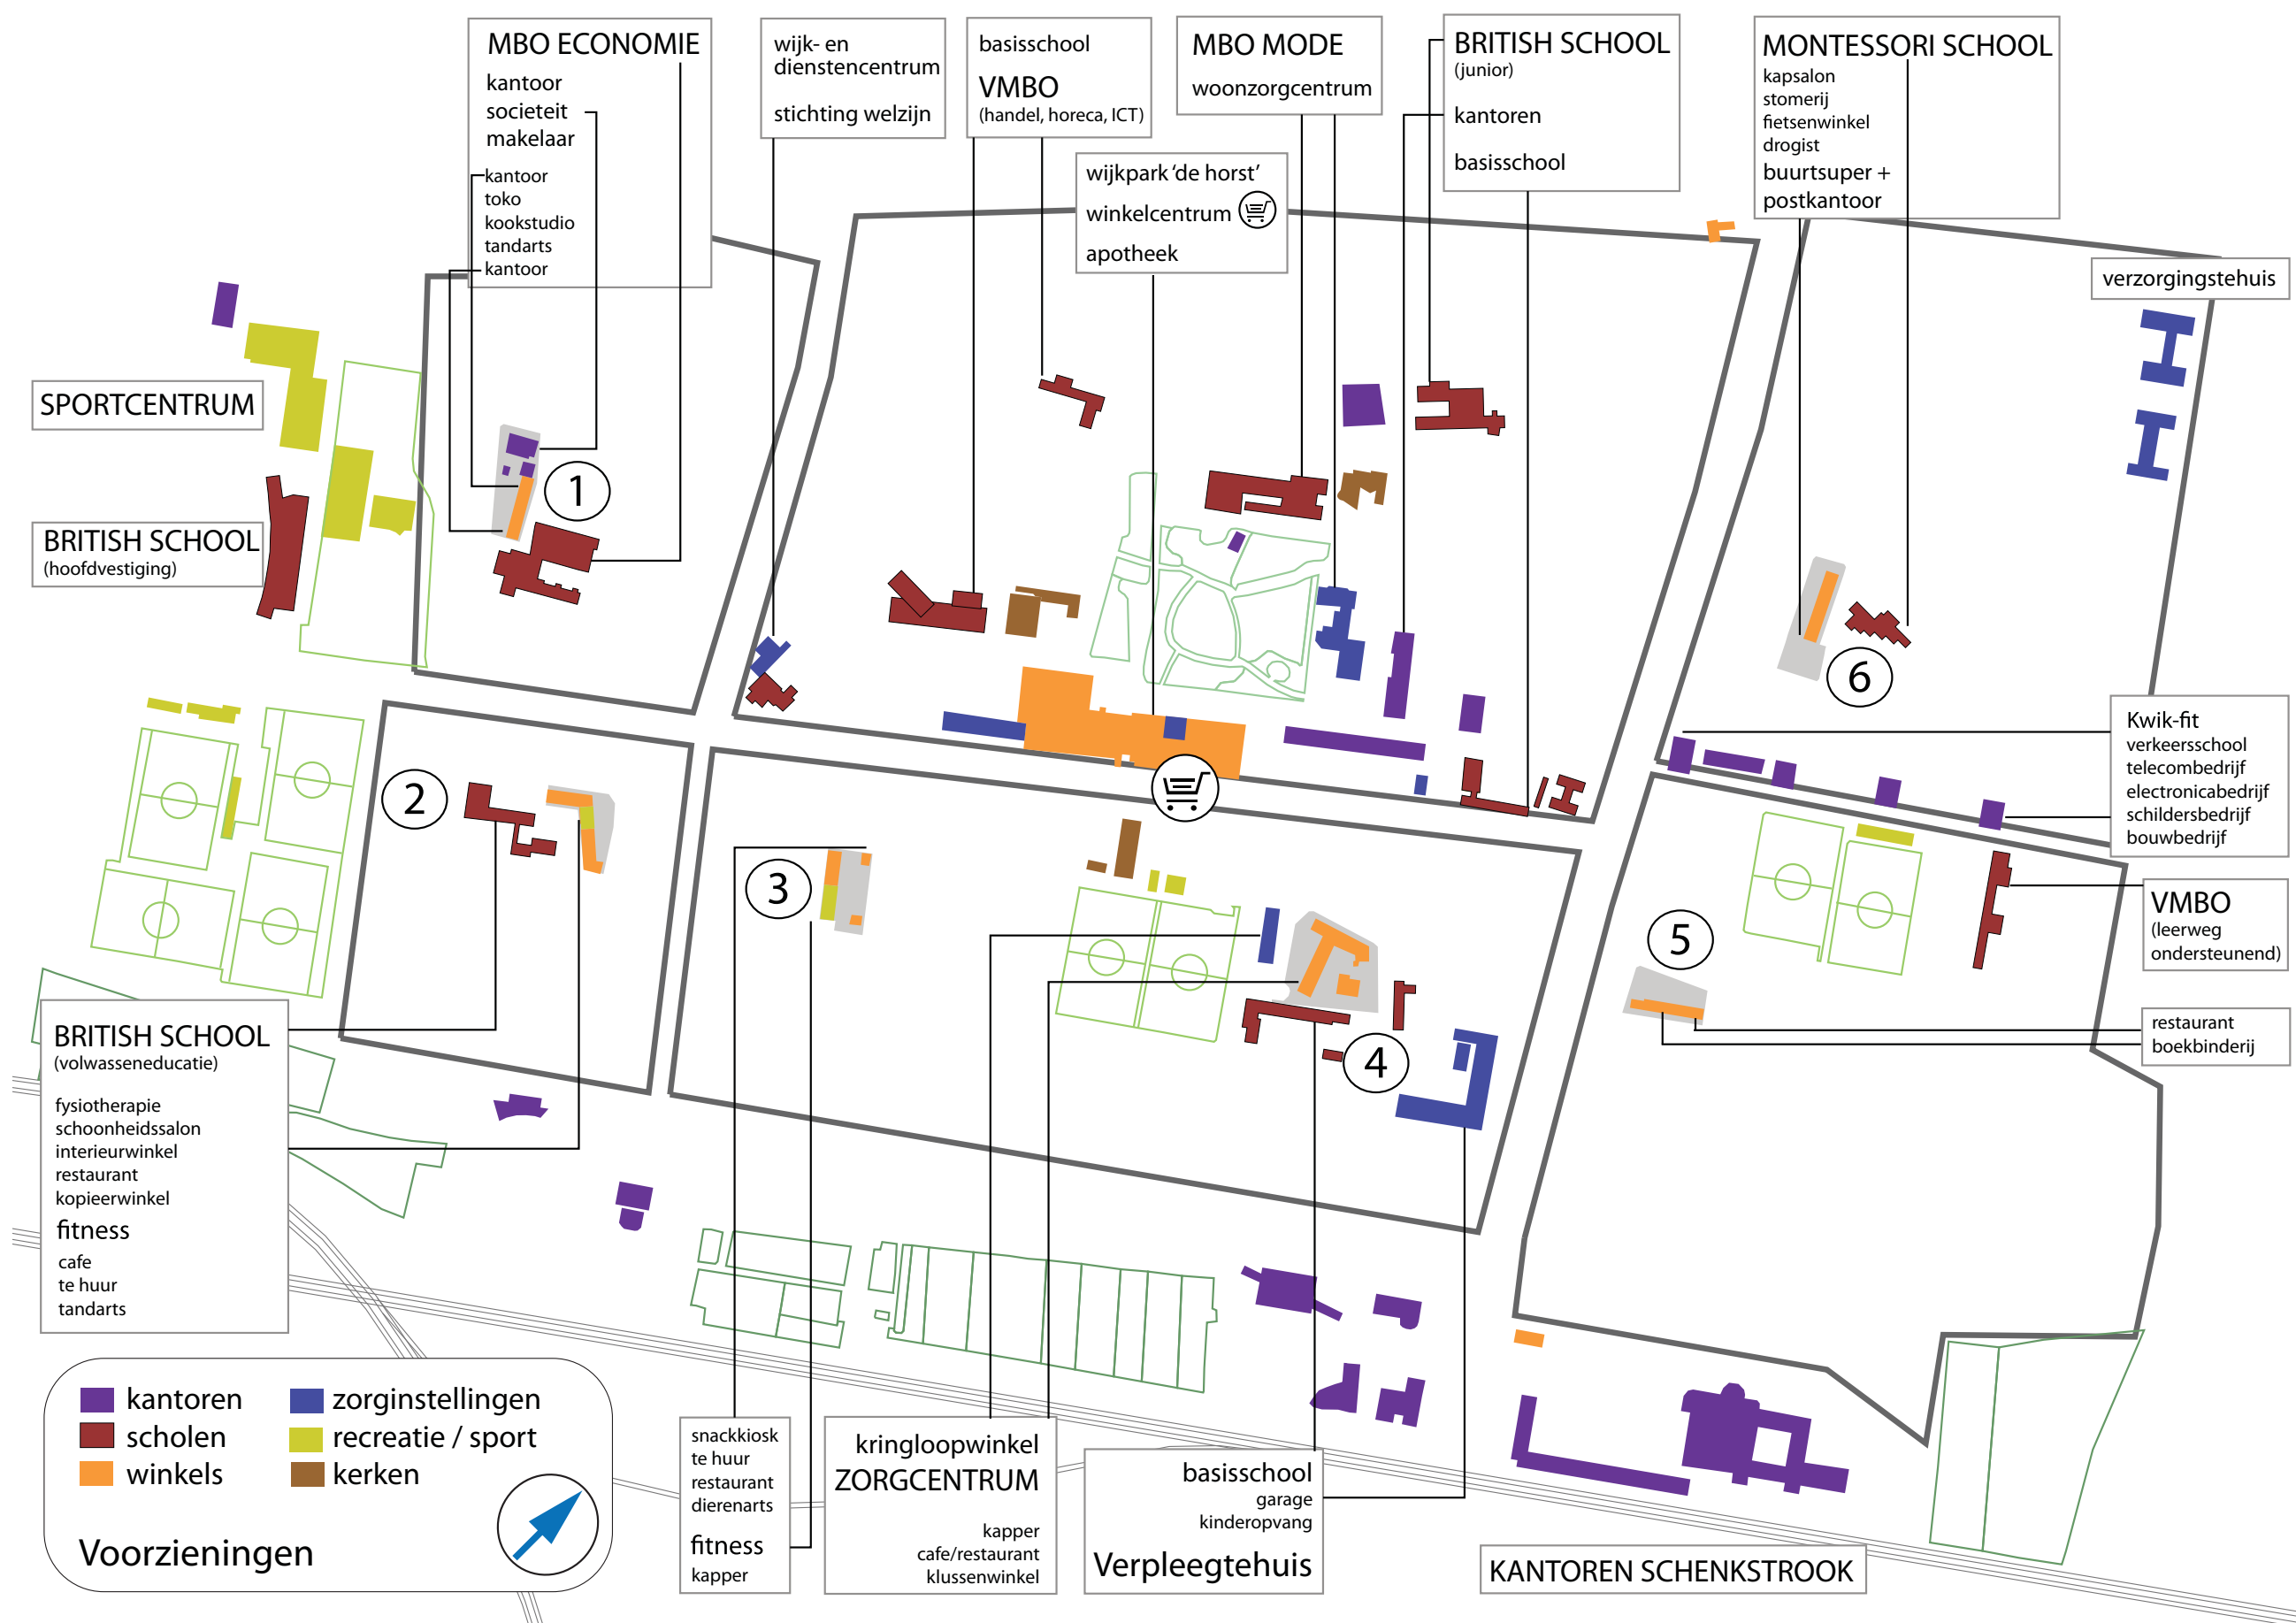 MBO ECONOMIE
kantoor
societeit
makelaar
kantoor
toko
kookstudio
tandarts
kantoor
wijk- en
dienstencentrum
stichting welzijn
basisschool
VMBO
(handel, horeca, ICT)
MBO MODE
woonzorgcentrum
BRITISH SCHOOL
(junior)
kantoren
basisschool
MONTESSORI SCHOOL
kapsalon
stomerij
fietsenwinkel
drogist
buurtsuper +
postkantoor
wijkpark 'de horst'
winkelcentrum
apotheek
verzorgingstehuis
SPORTCENTRUM
BRITISH SCHOOL
(hoofdvestiging)
1
6
2
3
5
4
Kwik-fit
verkeersschool
telecombedrijf
electronicabedrijf
schildersbedrijf
bouwbedrijf
VMBO
(leerweg
ondersteunend)
restaurant
boekbinderij
BRITISH SCHOOL
(volwasseneducatie)
fysiotherapie
schoonheidssalon
interieurwinkel
restaurant
kopieerwinkel
fitness
cafe
te huur
tandarts
kantoren
scholen
winkels
zorginstellingen
recreatie / sport
kerken
Voorzieningen
snackkiosk
te huur
restaurant
dierenarts
fitness
kapper
kringloopwinkel
ZORGCENTRUM
kapper
cafe/restaurant
klussenwinkel
basisschool
garage
kinderopvang
Verpleegtehuis
KANTOREN SCHENKSTROOK